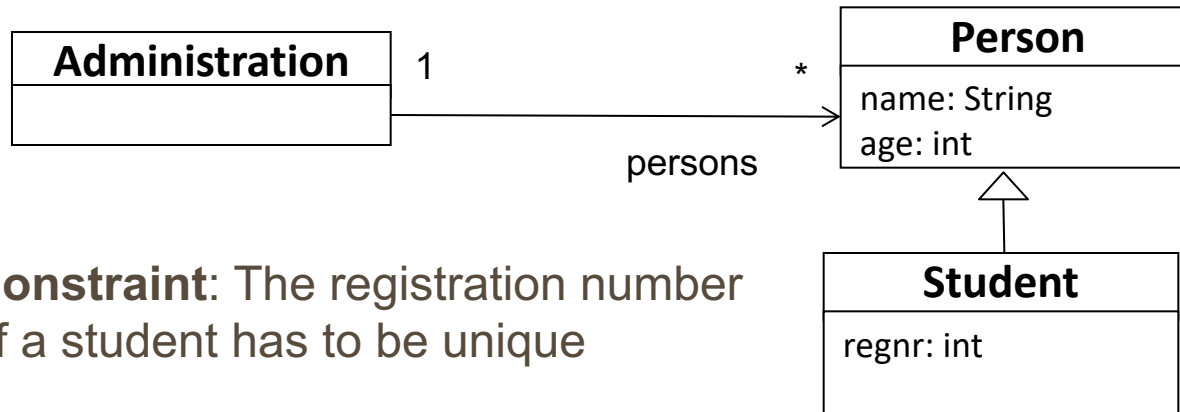 Administration
1
*
persons
Person
name: String
age: int
onstraint: The registration number
f a student has to be unique
Student
regnr: int